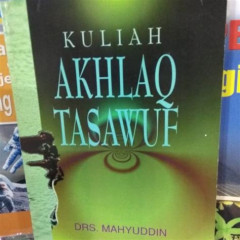 KULIAH
AKHLAQ
TASAWUF
DRS. MAHYUDDIN